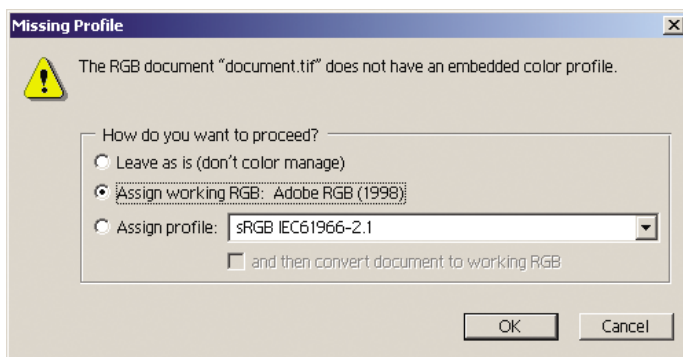 Missing Profile
The RGB document “document.tif” does not have an embedded color profile.
How do you want to proceed?
Leave as is (don't color manage)
Assign working RGB: Adobe RGB (1998)
Assign profile: sRGB IEC61966-2.1
and then convert document to working RGB
OK Cancel